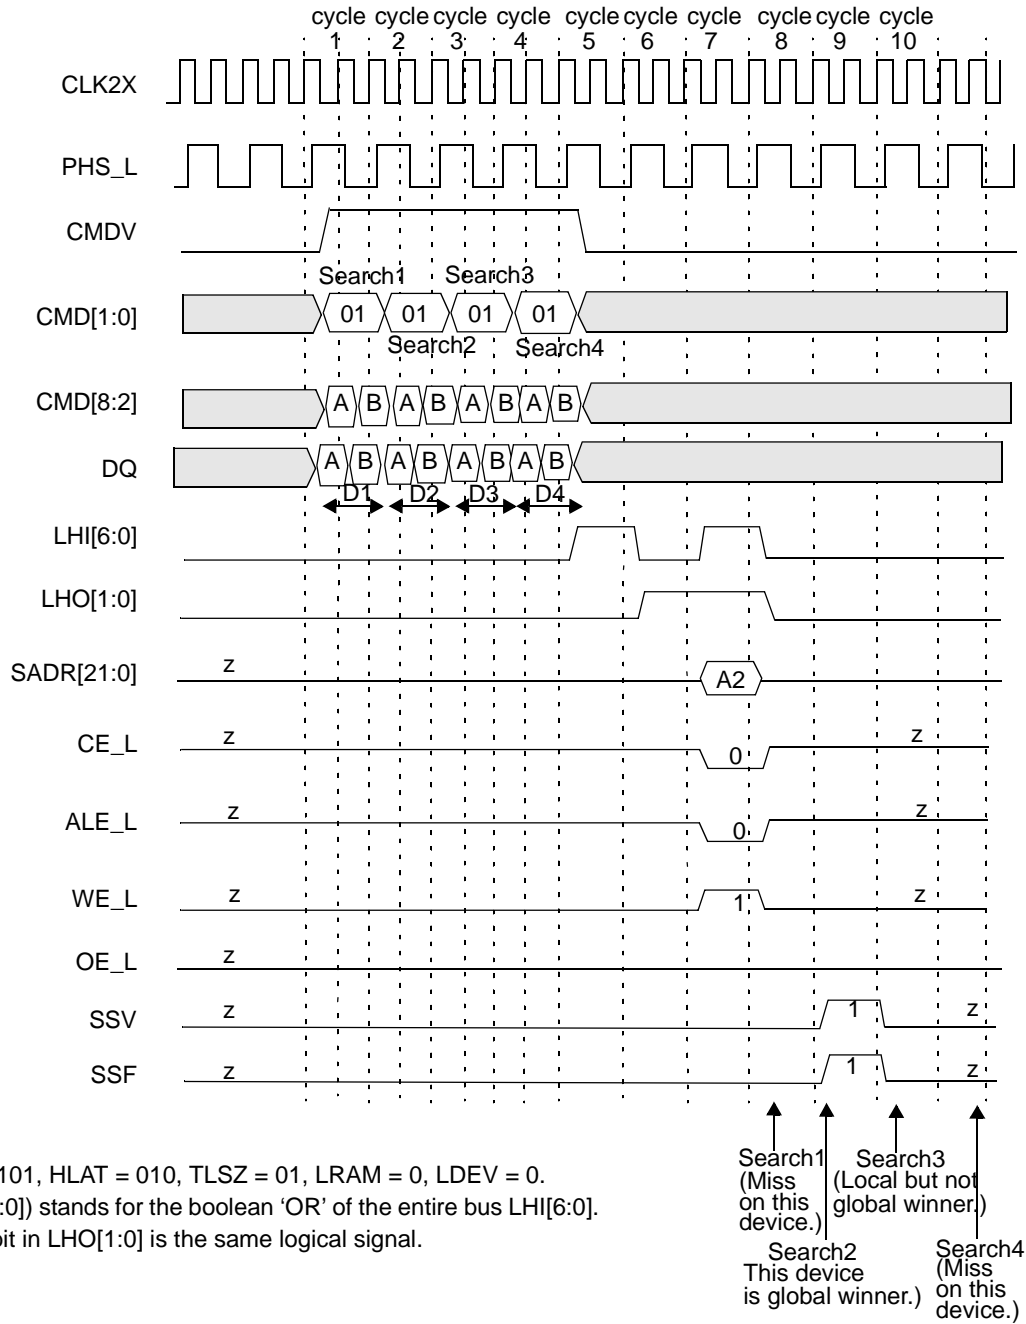 cycle cycle cycle cycle cycle cycle cycle cycle cycle cycle
1 2 3 4 5 6 7 8 9 10
CLK2X
PHS_L
CMDV
Search1 Search3
CMD[1:0] 01 01 01 01
Search2 Search4
CMD[8:2] A B A B A B A B
DQ A B A B A B A B
D1 D2 D3 D4
LHI[6:0]
LHO[1:0]
SADR[21:0] z A2
CE_L z 0 z
ALE_L z 0 z
WE_L z 1 z
OE_L z
SSV z 1 z
SSF z 1 z
101, HLAT = 010, TLSZ = 01, LRAM = 0, LDEV = 0.
:0]) stands for the boolean ‘OR’ of the entire bus LHI[6:0].
bit in LHO[1:0] is the same logical signal.
Search1
(Miss
on this
device.)
Search3
(Local but not
global winner.)
Search2
This device
is global winner.)
Search4
(Miss
on this
device.)